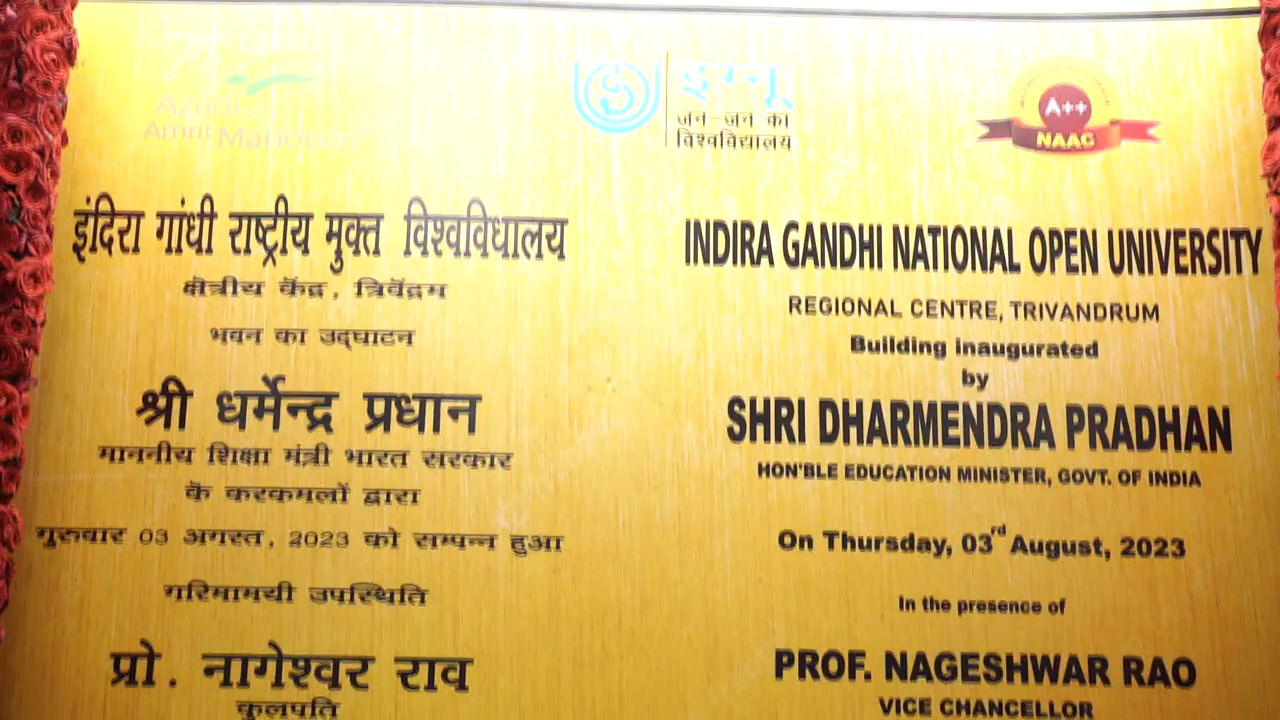 Azadi Ka
Amrit Mahotsav
इग्नू
जन-जन का
विश्वविद्यालय
A++
NAAC
इंदिरा गांधी राष्ट्रीय मुक्त विश्वविधालय
क्षेत्रीय केंद्र, त्रिवेंद्रम
भवन का उद्घाटन
श्री धर्मेन्द्र प्रधान
माननीय शिक्षा मंत्री भारत सरकार
के करकमलों द्वारा
गुरुवार 03 अगस्त, 2023 को सम्पन्न हुआ
गरिमामयी उपस्थिति
प्रो. नागेश्वर राव
कुलपति
INDIRA GANDHI NATIONAL OPEN UNIVERSITY
REGIONAL CENTRE, TRIVANDRUM
Building inaugurated
by
SHRI DHARMENDRA PRADHAN
HON'BLE EDUCATION MINISTER, GOVT. OF INDIA
On Thursday, 03rd August, 2023
In the presence of
PROF. NAGESHWAR RAO
VICE CHANCELLOR